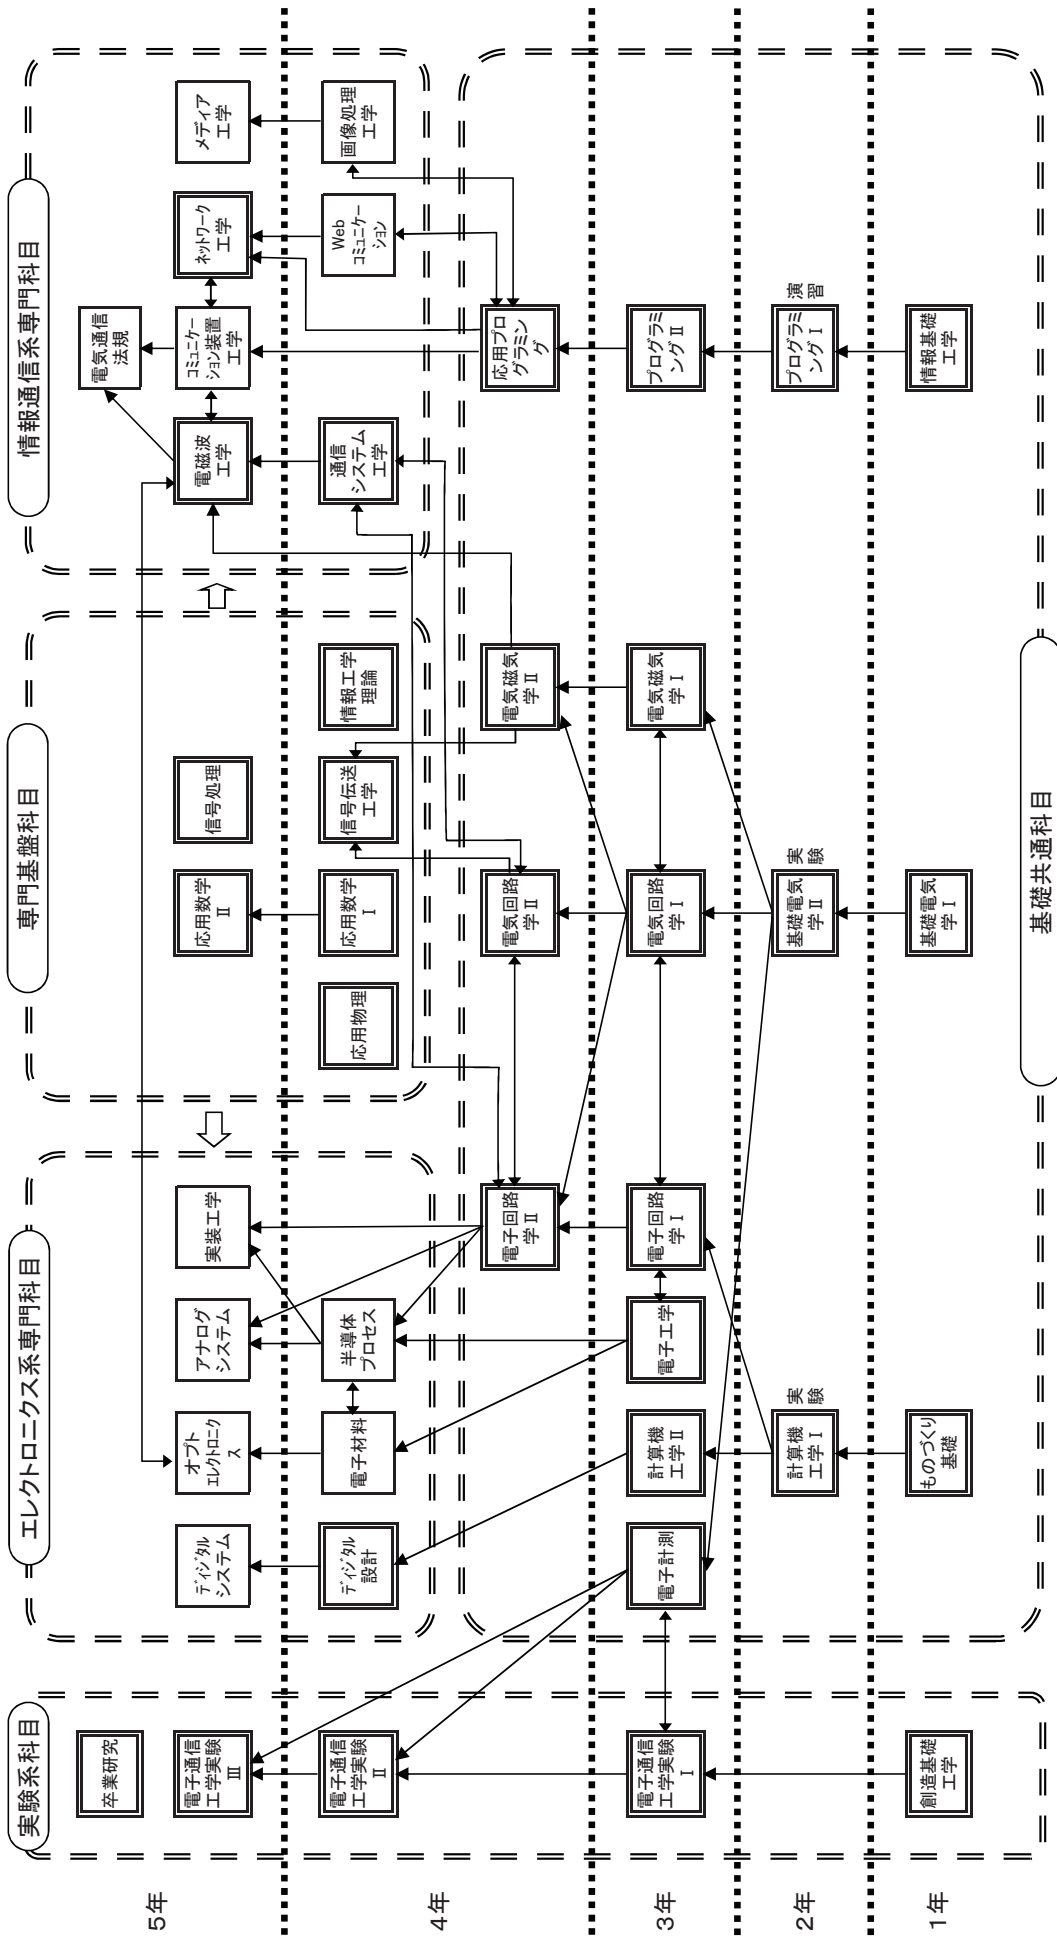 実験系科目
エレクトロニクス系専門科目
専門基盤科目
情報通信系専門科目
5年
卒業研究
電気通信
法規
電子通信
工学実験
Ⅲ
ディジタル
システム
オプト
エレクトロニク
ス
アナログ
システム
実装工学
応用数学
Ⅱ
信号処理
電磁波
工学
コミュニケー
ション装置
工学
ネットワーク
工学
メディア
工学
4年
電子通信
工学実験
Ⅱ
ディジタル
設計
電子材料
半導体
プロセス
応用物理
応用数学
Ⅰ
信号伝送
工学
情報工学
理論
通信
システム
工学
Web
コミュニケー
ション
画像処理
工学
電子回路
学Ⅱ
電気回路
学Ⅱ
電気磁気
学Ⅱ
応用プロ
グラミン
グ
3年
電子通信
工学実験
Ⅰ
電子計測
計算機
工学Ⅱ
電子工学
電子回路
学Ⅰ
電気回路
学Ⅰ
電気磁気
学Ⅰ
プログラミ
ングⅡ
2年
計算機
工学Ⅰ
実験
基礎電気
学Ⅱ
実験
プログラミ
ングⅠ
演習
1年
創造基礎
工学
ものづくり
基礎
基礎電気
学Ⅰ
情報基礎
工学
基礎共通科目